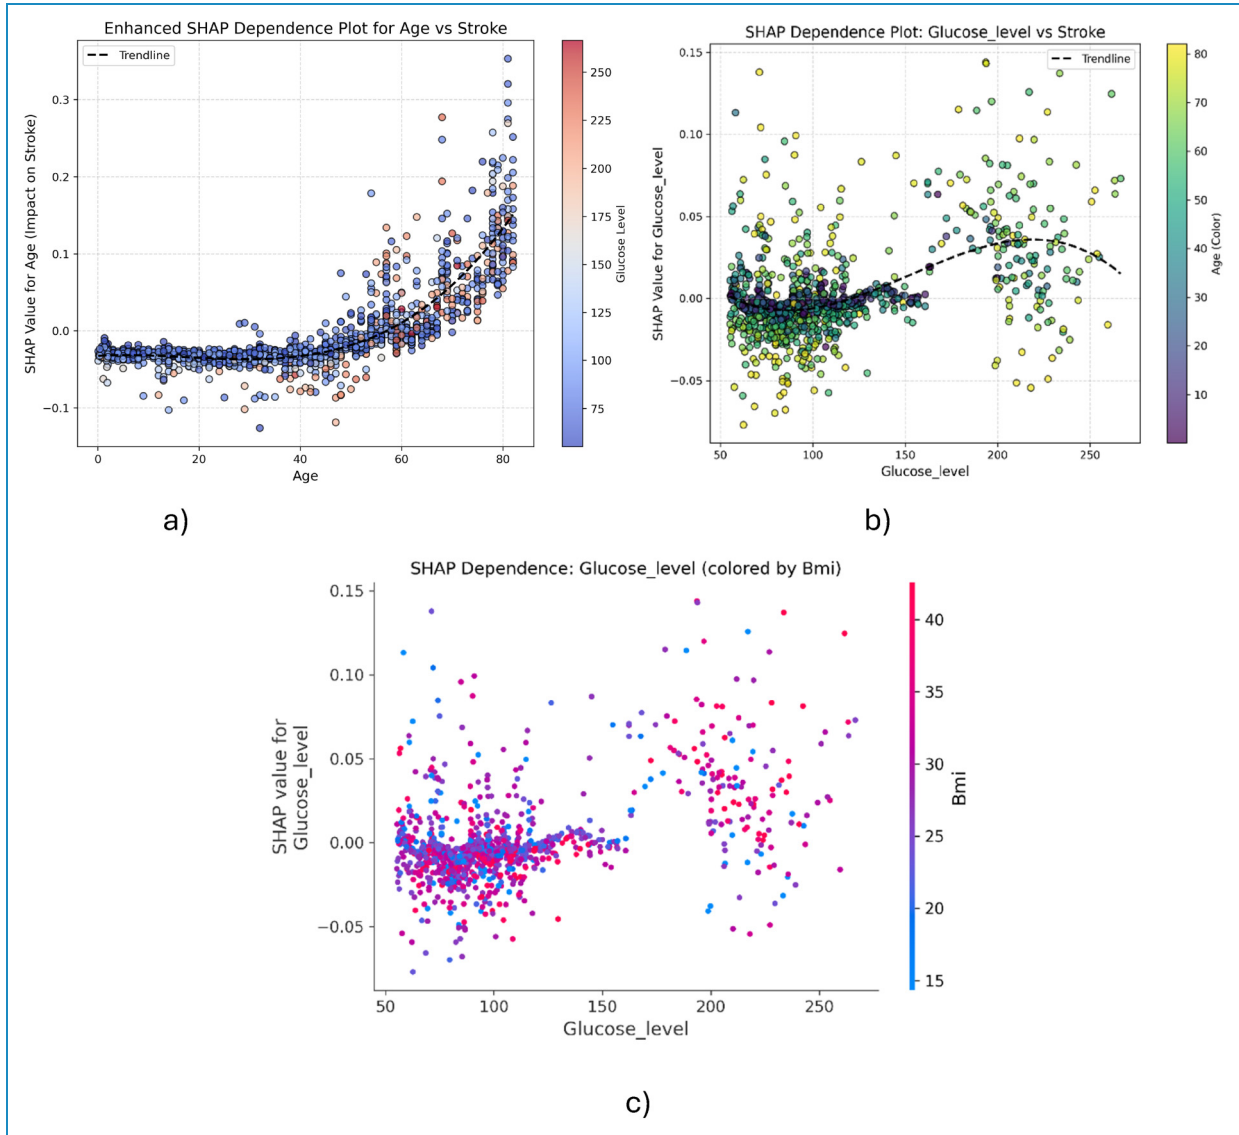 Enhanced SHAP Dependence Plot for Age vs Stroke
Trendline
SHAP Value for Age (Impact on Stroke)
0.3
0.2
0.1
0.0
−0.1
0
20
40
60
80
Age
250
225
200
175
150
125
100
75
Glucose Level
a)
SHAP Dependence Plot: Glucose_level vs Stroke
Trendline
SHAP Value for Glucose_level
0.15
0.10
0.05
0.00
−0.05
50
100
150
200
250
Glucose_level
80
70
60
50
40
30
20
10
Age (Color)
b)
SHAP Dependence: Glucose_level (colored by Bmi)
SHAP value for
Glucose_level
0.15
0.10
0.05
0.00
−0.05
50
100
150
200
250
Glucose_level
40
35
30
25
20
15
Bmi
c)